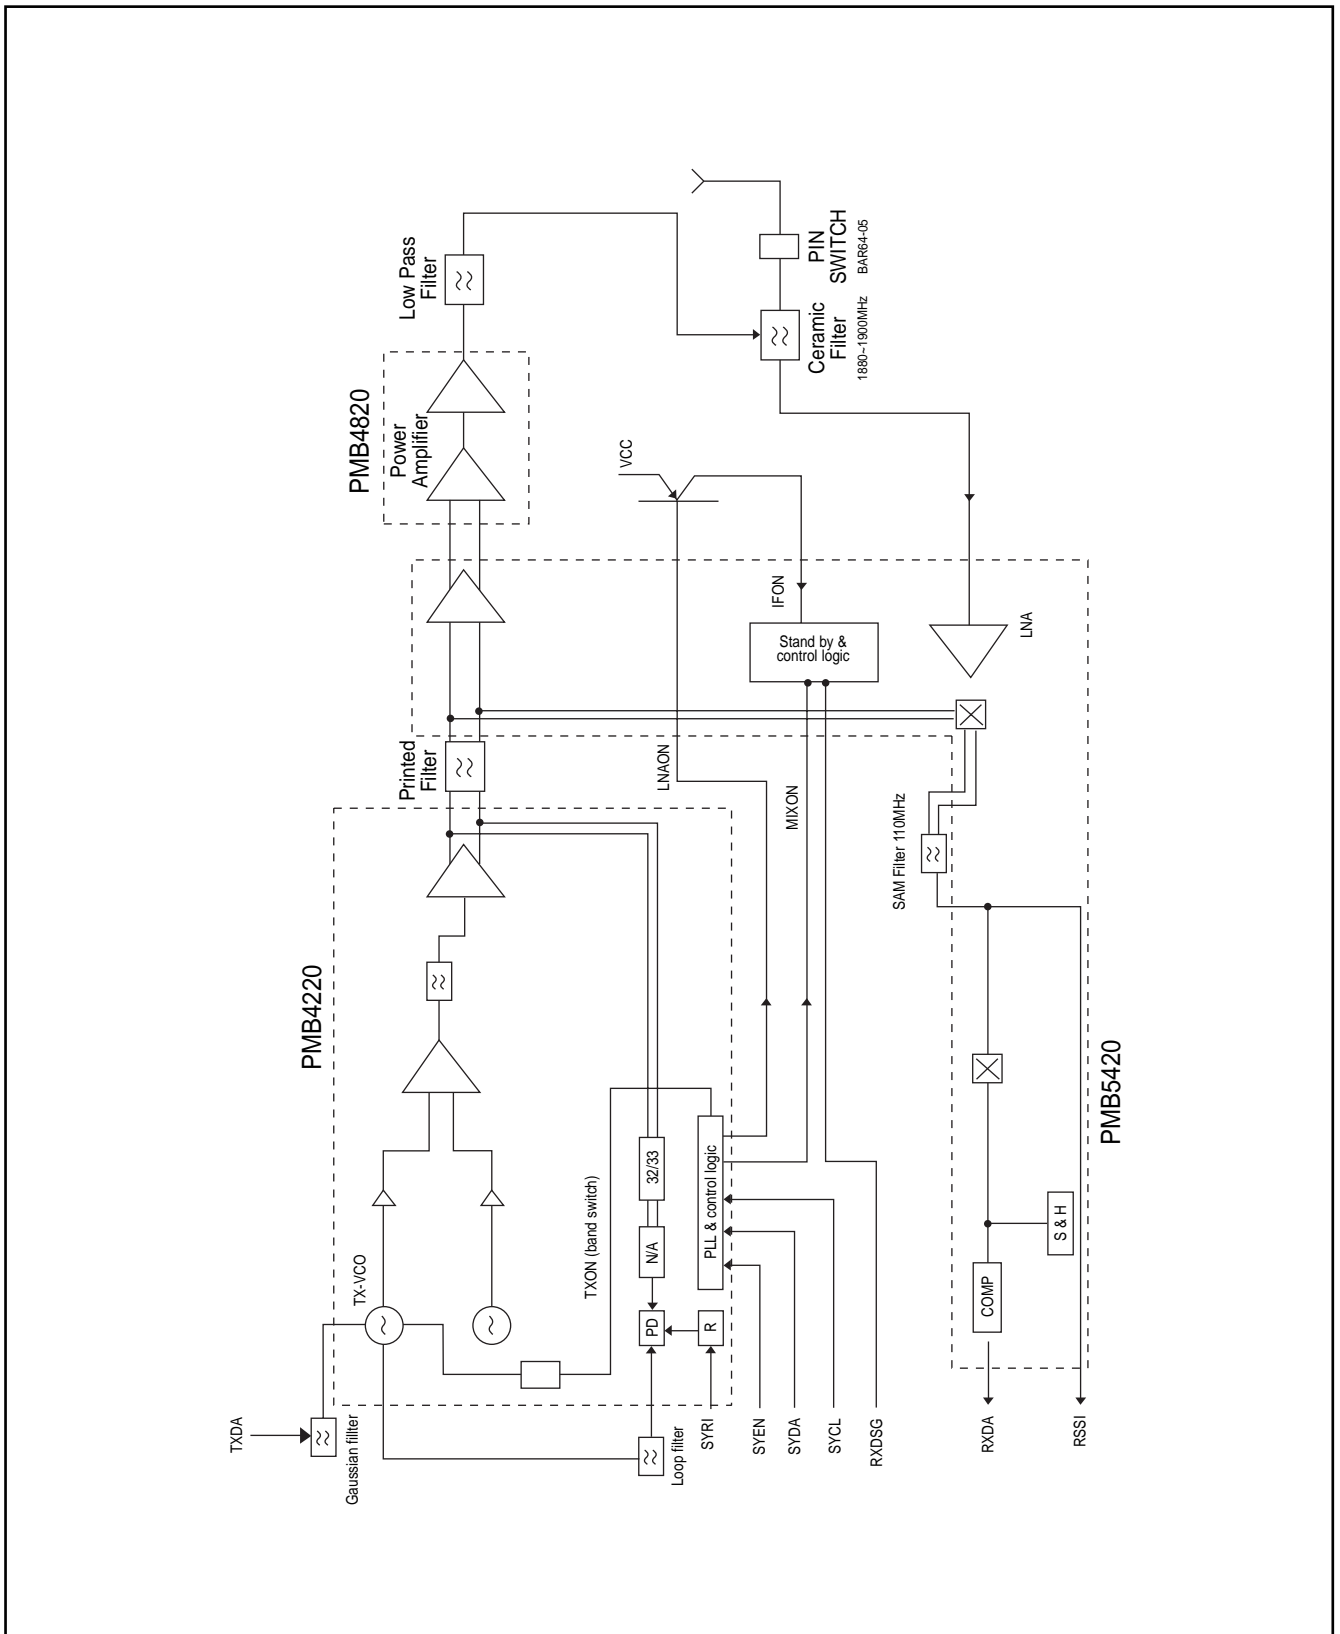 PMB4820
Power
Amplifier
Low Pass
Filter
PIN
SWITCH
BAR64-05
Ceramic
Filter
1880~1900MHz
VCC
IFON
Stand by &
control logic
LNA
Printed
Filter
LNAON
MIXON
SAM Filter 110MHz
PMB4220
TX-VCO
TXON (band switch)
32/33
N/A
PD
R
PLL & control logic
PMB5420
S & H
COMP
TXDA
Gaussian fillter
Loop filter
SYRI
SYEN
SYDA
SYCL
RXDSG
RXDA
RSSI